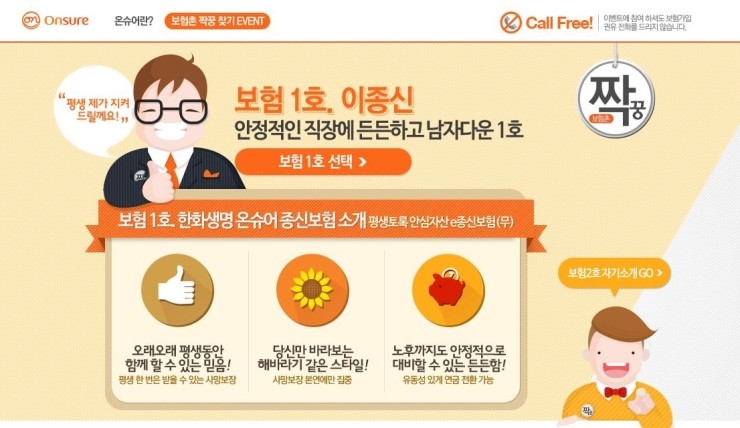 on Onsure 온슈어란? 보험촌 짝꿍 찾기 EVENT
Call Free!
이벤트에 참여 하셔도 보험가입
권유 전화를 드리지 않습니다.
“평생 제가 지켜
드릴께요!”
보험 1호. 이종신
안정적인 직장에 든든하고 남자다운 1호
보험 1호 선택 >
짝꿍
보험촌
보험 1호. 한화생명 온슈어 종신보험 소개 평생토록 안심자산 e종신보험(무)
오래오래 평생동안
함께 할 수 있는 믿음!
평생 한 번은 받을 수 있는 사망보장
당신만 바라보는
해바라기 같은 스타일!
사망보장 본연에만 집중
노후까지도 안정적으로
대비할 수 있는 든든함!
유동성 있게 연금 전환 가능
보험2호 자기소개 GO >
짝꿍